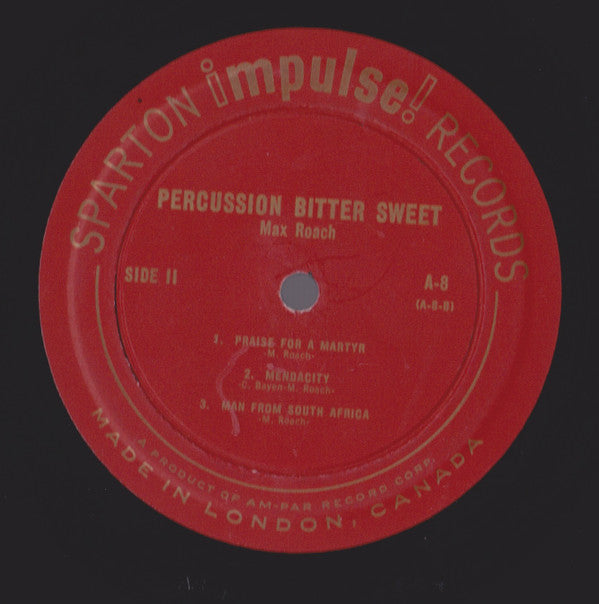 SPARTON impulse! RECORDS
PERCUSSION BITTER SWEET
Max Roach
SIDE II
A-8
(A-8-B)
1. PRAISE FOR A MARTYR
-M. Roach-
2. MENDACITY
-C. Bayen-M. Roach-
3. MAN FROM SOUTH AFRICA
-M. Roach-
A PRODUCT OF AM-PAR RECORD CORP.
MADE IN LONDON, CANADA